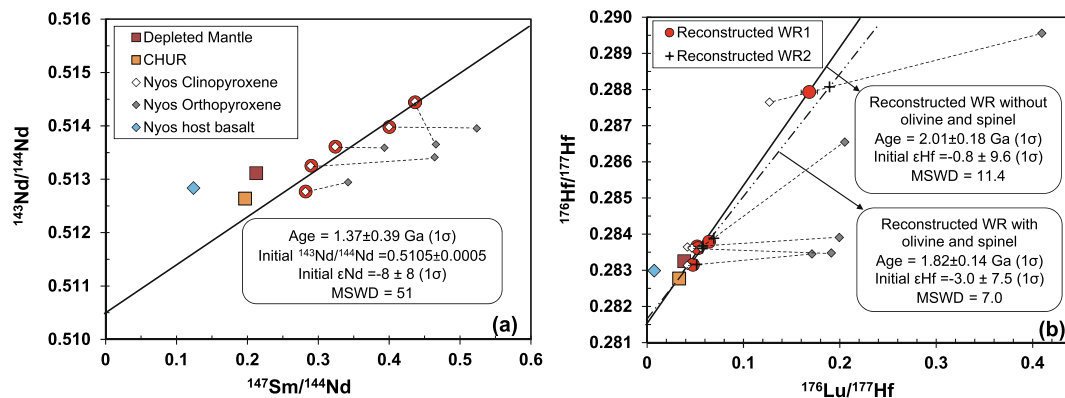 0.516
0.515
0.514
0.513
0.512
0.511
0.510
¹⁴³Nd/¹⁴⁴Nd
Depleted Mantle
CHUR
Nyos Clinopyroxene
Nyos Orthopyroxene
Nyos host basalt
Age = 1.37±0.39 Ga (1σ)
Initial ¹⁴³Nd/¹⁴⁴Nd =0.5105±0.0005
Initial εNd=-8 ± 8 (1σ)
MSWD = 51
(a)
0 0.1 0.2 0.3 0.4 0.5 0.6
¹⁴⁷Sm/¹⁴⁴Nd
0.290
0.289
0.288
0.287
0.286
0.285
0.284
0.283
0.282
0.281
¹⁷⁶Hf/¹⁷⁷Hf
Reconstructed WR1
Reconstructed WR2
Reconstructed WR without
olivine and spinel
Age = 2.01±0.18 Ga (1σ)
Initial εHf =-0.8 ± 9.6 (1σ)
MSWD = 11.4
Reconstructed WR with
olivine and spinel
Age = 1.82±0.14 Ga (1σ)
Initial εHf =-3.0 ± 7.5 (1σ)
MSWD = 7.0
(b)
0 0.1 0.2 0.3 0.4
¹⁷⁶Lu/¹⁷⁷Hf